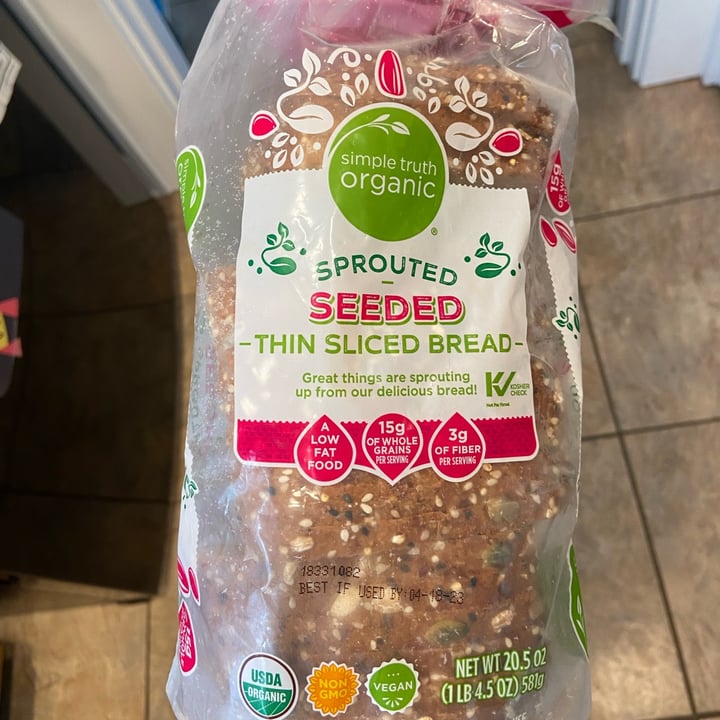 simple truth
organic
®
SPROUTED
SEEDED
-THIN SLICED BREAD-
Great things are sprouting
up from our delicious bread!
KV KOSHER
CHECK
A
LOW
FAT
FOOD
15g
OF WHOLE
GRAINS
PER SERVING
3g
OF FIBER
PER SERVING
15g
18331082
BEST IF USED BY:04-18-23
USDA
ORGANIC
NON
GMO
VEGAN
NET WT 20.5 OZ
(1 LB 4.5 OZ) 581g